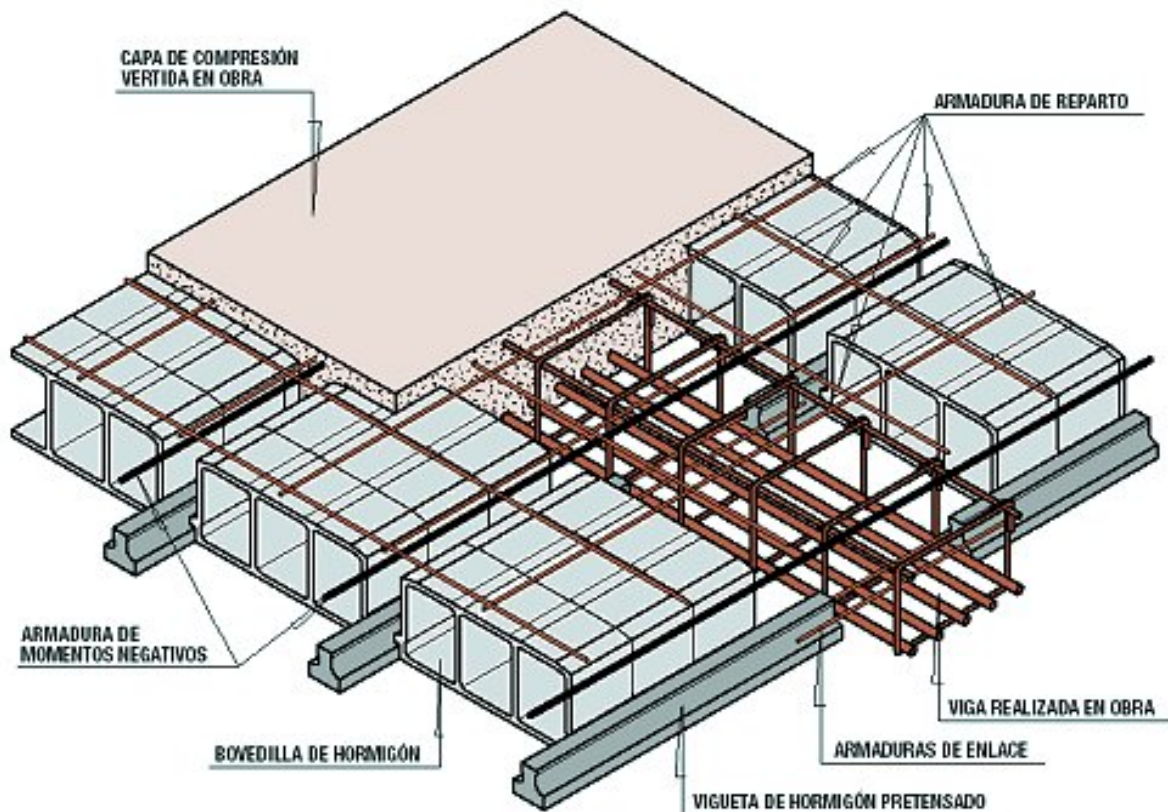 CAPA DE COMPRESIÓN
VERTIDA EN OBRA
ARMADURA DE REPARTO
ARMADURA DE
MOMENTOS NEGATIVOS
BOVEDILLA DE HORMIGÓN
VIGA REALIZADA EN OBRA
ARMADURAS DE ENLACE
VIGUETA DE HORMIGÓN PRETENSADO